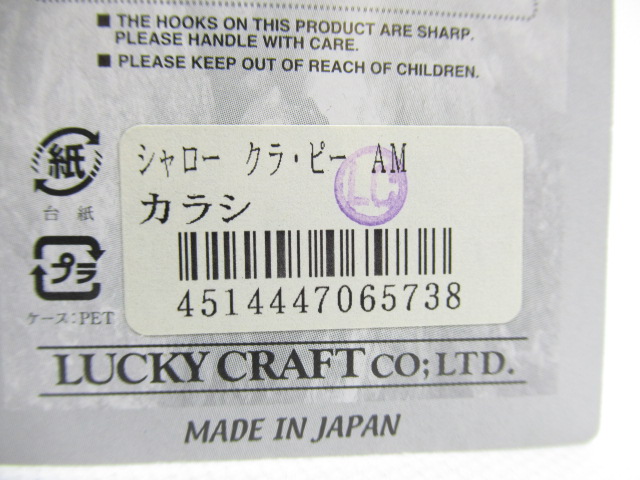 ■ THE HOOKS ON THIS PRODUCT ARE SHARP.
PLEASE HANDLE WITH CARE.
■ PLEASE KEEP OUT OF REACH OF CHILDREN.
紙
台紙
プラ
ケース:PET
シャロー クラ・ピー AM
LC
カラシ
4514447065738
LUCKY CRAFT CO;LTD.
MADE IN JAPAN